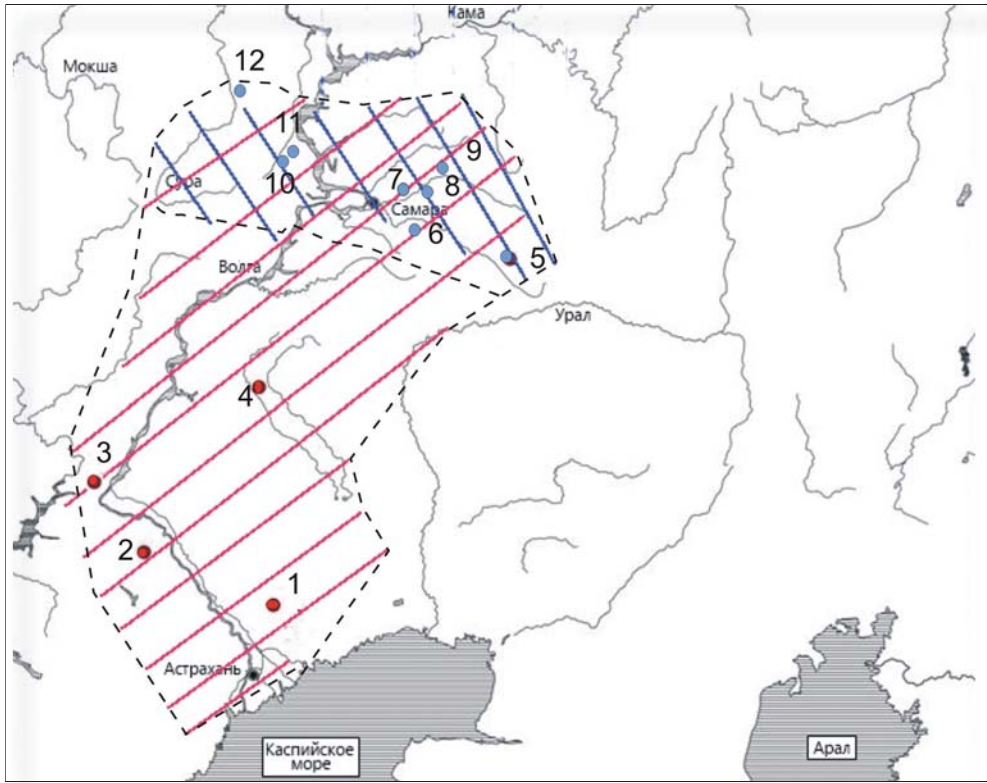 Кама
Мокша
12
11
10
Сура
9
8
7
Самара
6
5
Волга
Урал
4
3
2
1
Астрахань
Каспийское
море
Арал